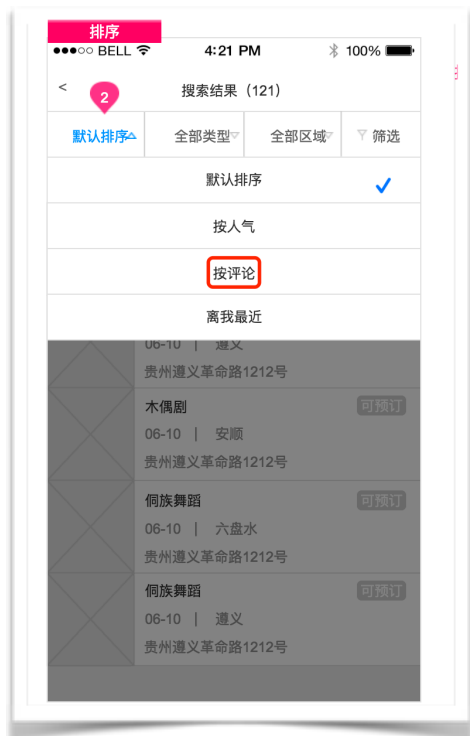 排序
BELL 4:21 PM 100%
< 搜索结果（121）
2
默认排序 全部类型 全部区域 筛选
默认排序
按人气
按评论
离我最近
06-10 | 遵义
贵州遵义革命路1212号
木偶剧 可预订
06-10 | 安顺
贵州遵义革命路1212号
侗族舞蹈 可预订
06-10 | 六盘水
贵州遵义革命路1212号
侗族舞蹈 可预订
06-10 | 遵义
贵州遵义革命路1212号